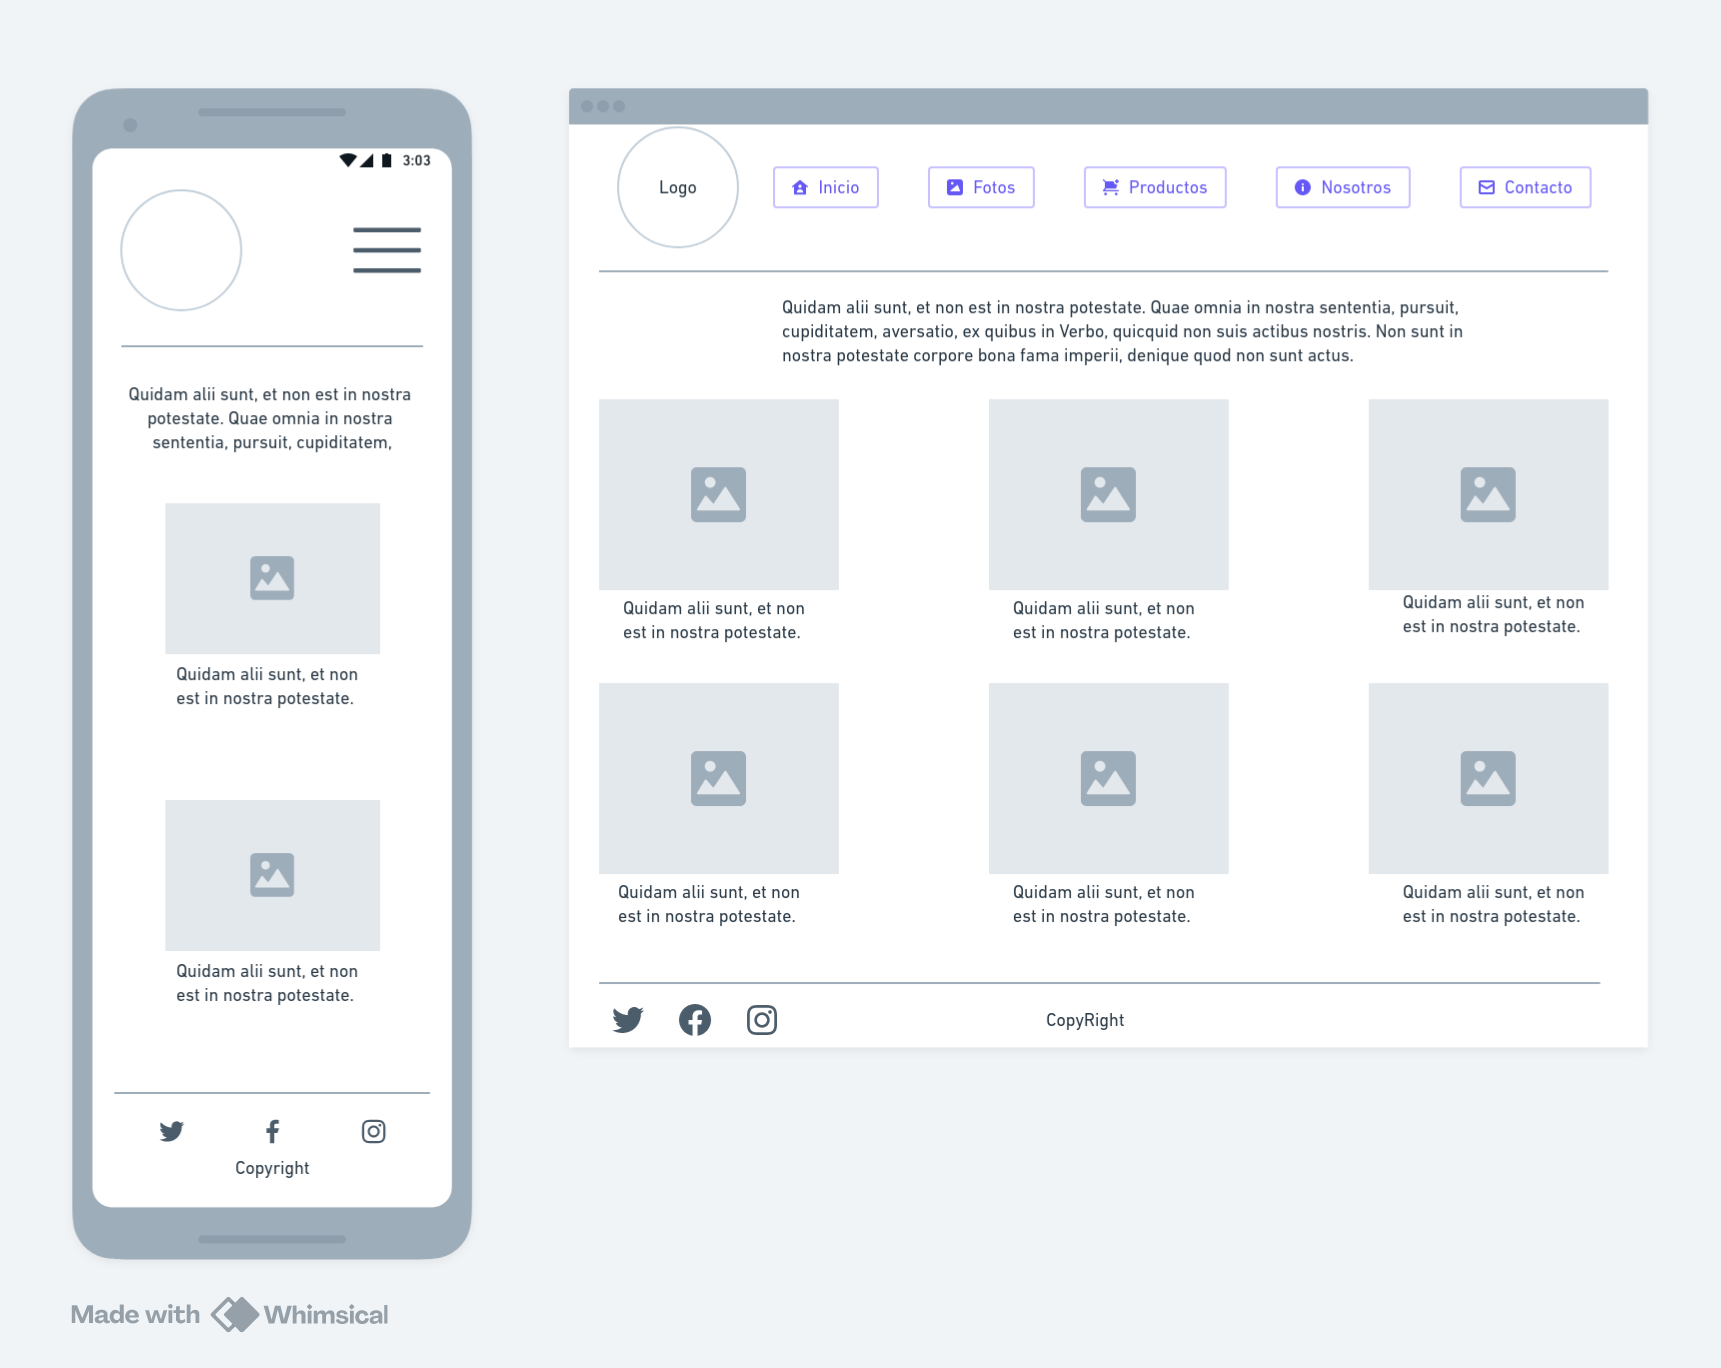 3:03
Quidam alii sunt, et non est in nostra
potestate. Quae omnia in nostra
sententia, pursuit, cupiditatem,
Quidam alii sunt, et non
est in nostra potestate.
Quidam alii sunt, et non
est in nostra potestate.
Copyright
Logo
Inicio
Fotos
Productos
Nosotros
Contacto
Quidam alii sunt, et non est in nostra potestate. Quae omnia in nostra sententia, pursuit,
cupiditatem, aversatio, ex quibus in Verbo, quicquid non suis actibus nostris. Non sunt in
nostra potestate corpore bona fama imperii, denique quod non sunt actus.
Quidam alii sunt, et non
est in nostra potestate.
Quidam alii sunt, et non
est in nostra potestate.
Quidam alii sunt, et non
est in nostra potestate.
Quidam alii sunt, et non
est in nostra potestate.
Quidam alii sunt, et non
est in nostra potestate.
Quidam alii sunt, et non
est in nostra potestate.
CopyRight
Made with Whimsical